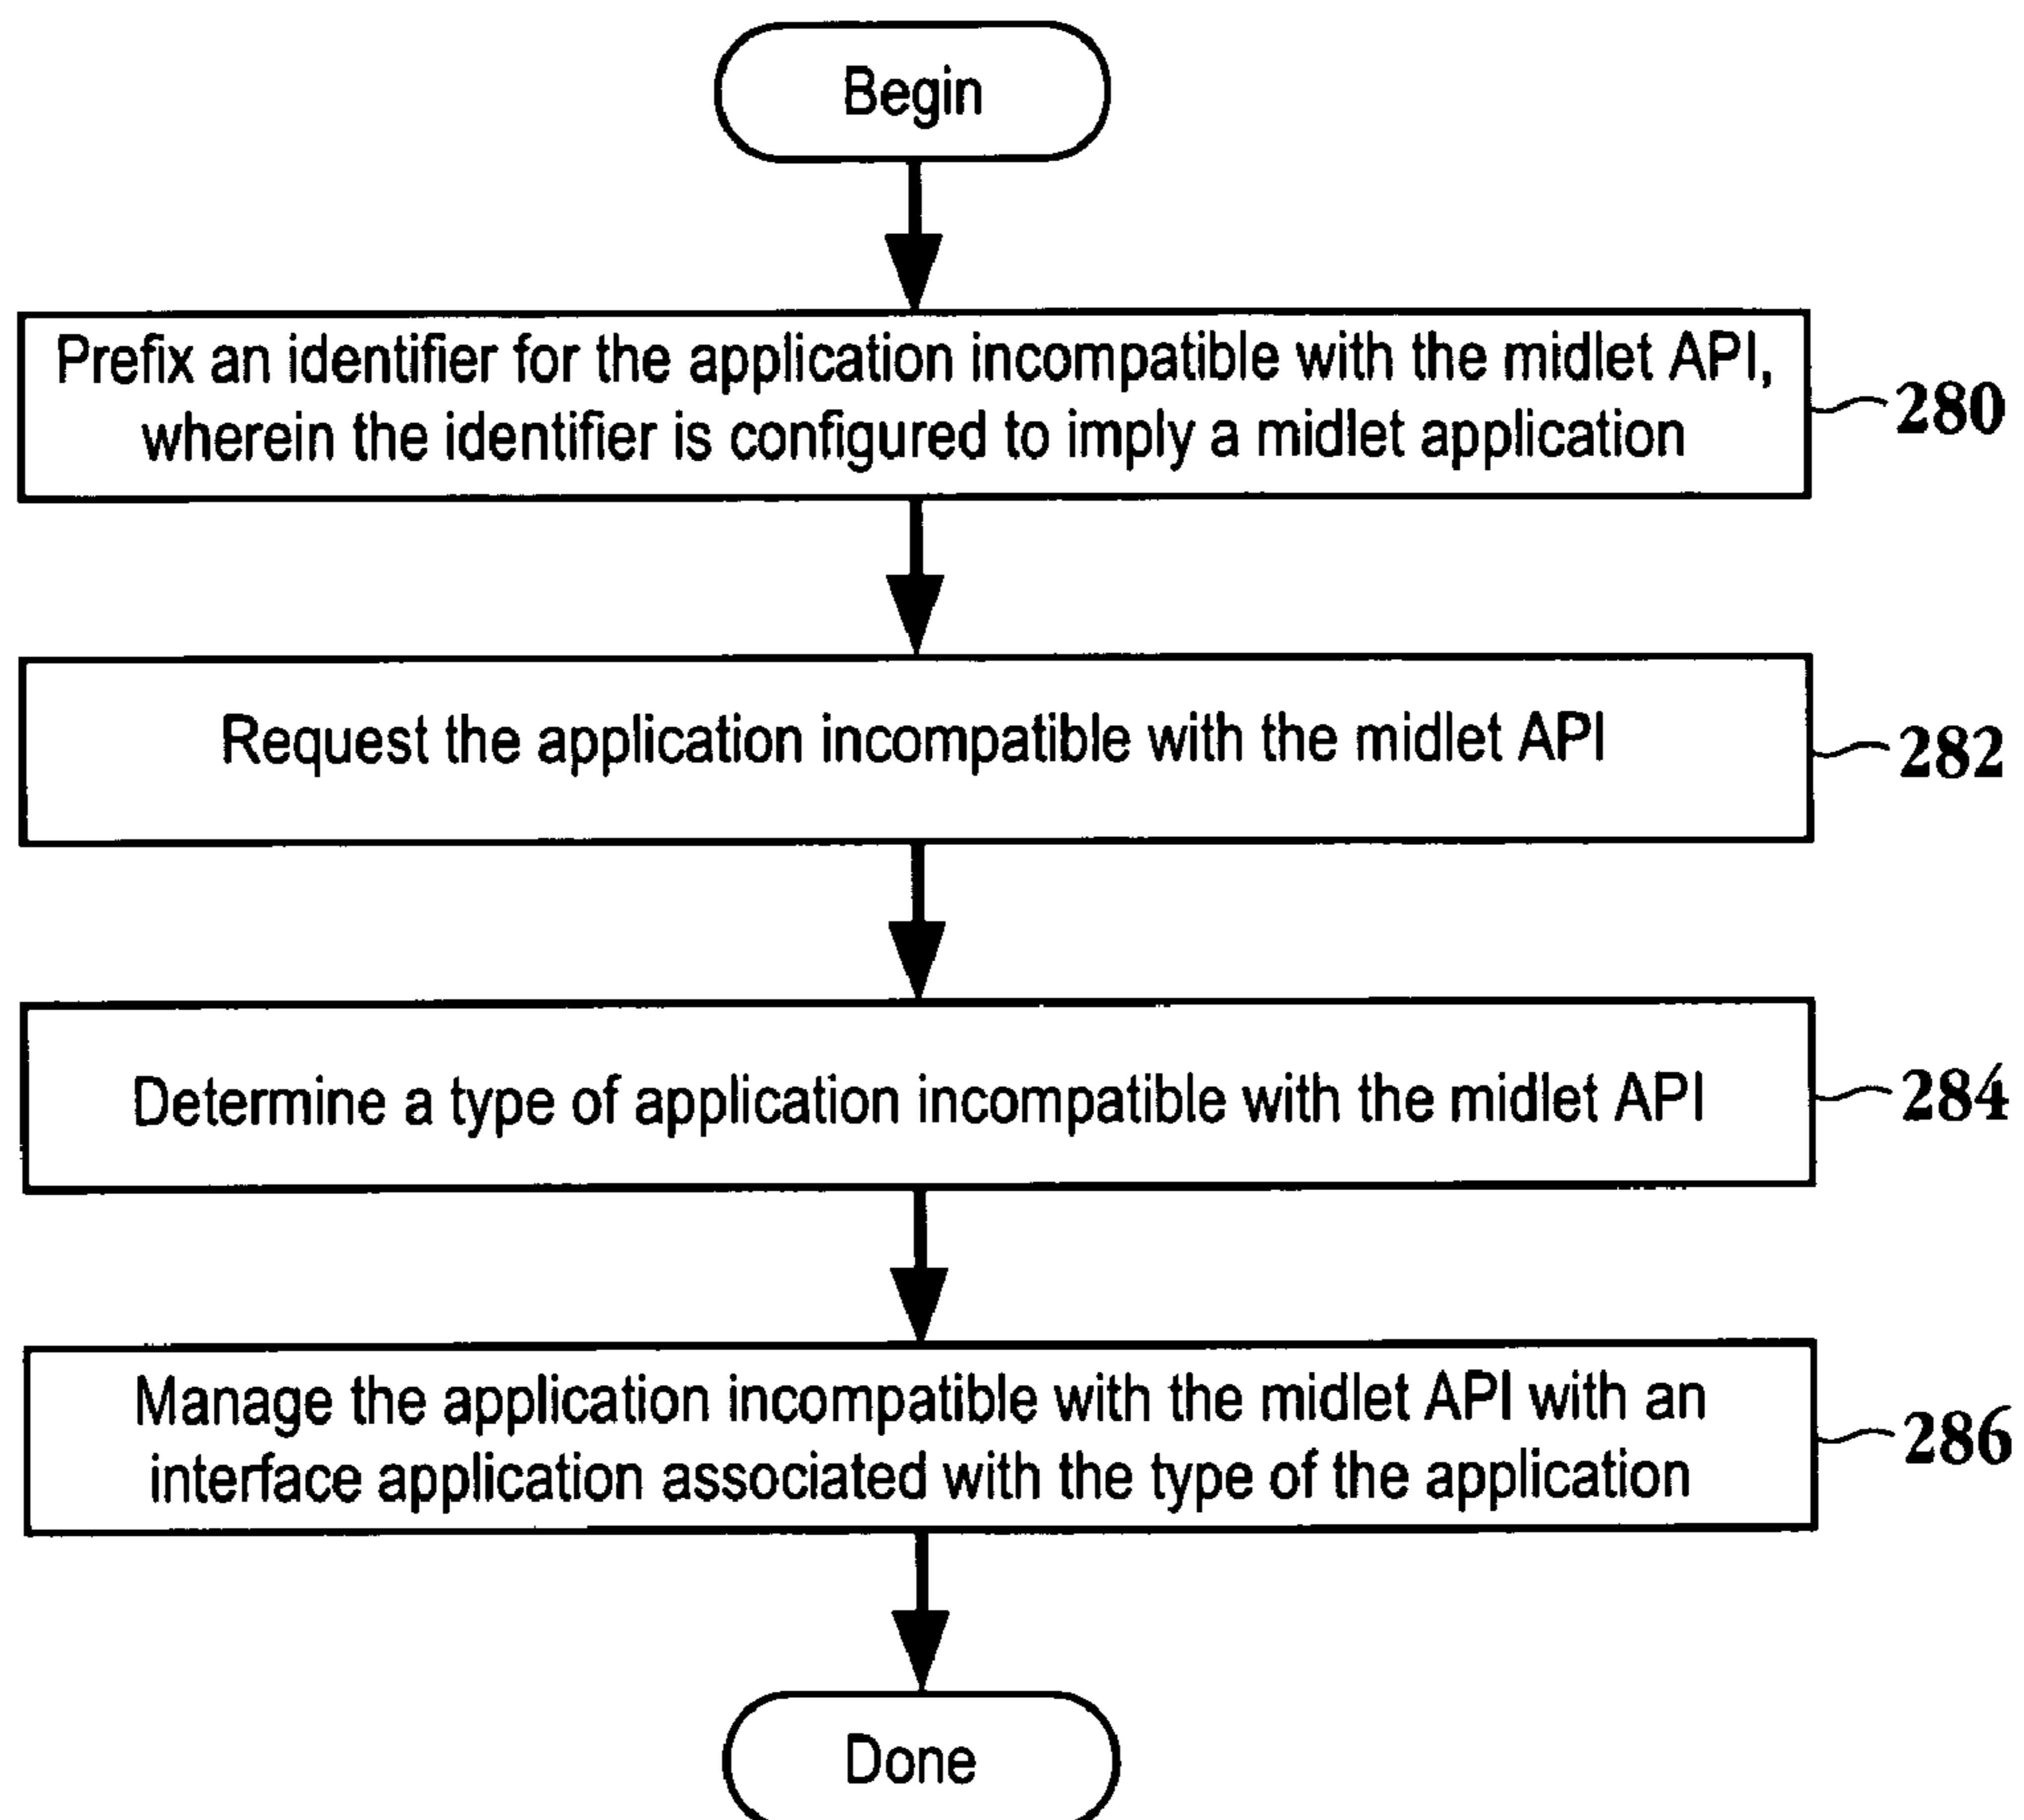 Begin
Prefix an identifier for the application incompatible with the midlet API,
wherein the identifier is configured to imply a midlet application
280
Request the application incompatible with the midlet API
282
Determine a type of application incompatible with the midlet API
284
Manage the application incompatible with the midlet API with an
interface application associated with the type of the application
286
Done